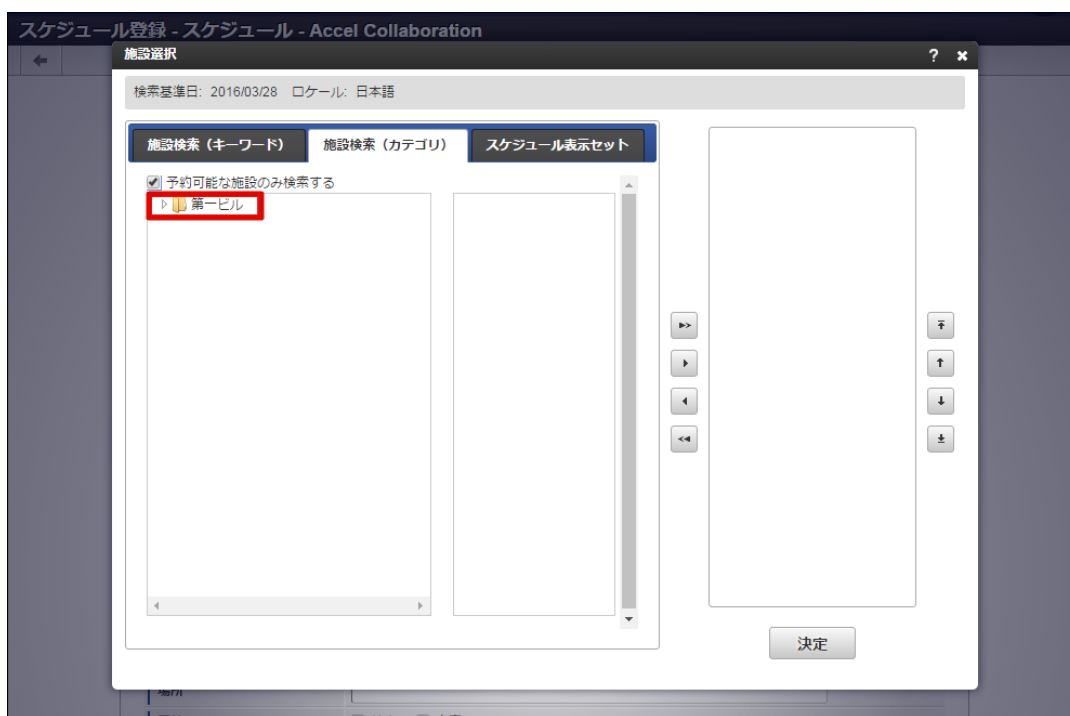 スケジュール登録 - スケジュール - Accel Collaboration
施設選択
検索基準日: 2016/03/28 ロケール: 日本語
施設検索（キーワード） 施設検索（カテゴリ） スケジュール表示セット
予約可能な施設のみ検索する
第一ビル
決定
場所